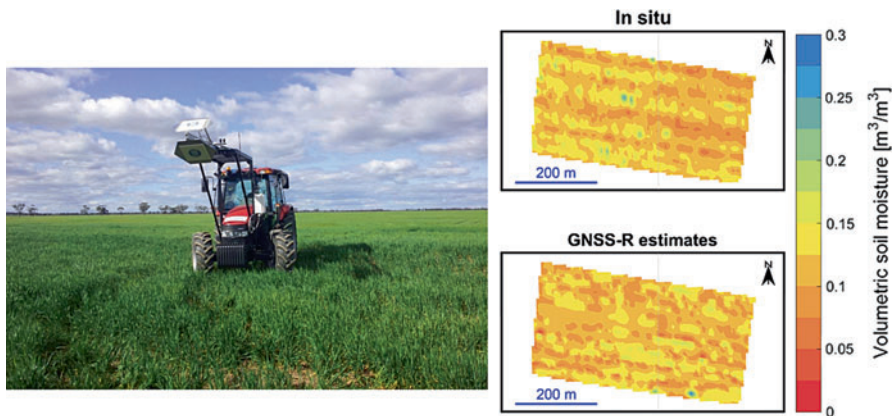 In situ
N
200 m
GNSS-R estimates
N
200 m
0.3
0.25
0.2
0.15
0.1
0.05
0
Volumetric soil moisture [m³/m³]